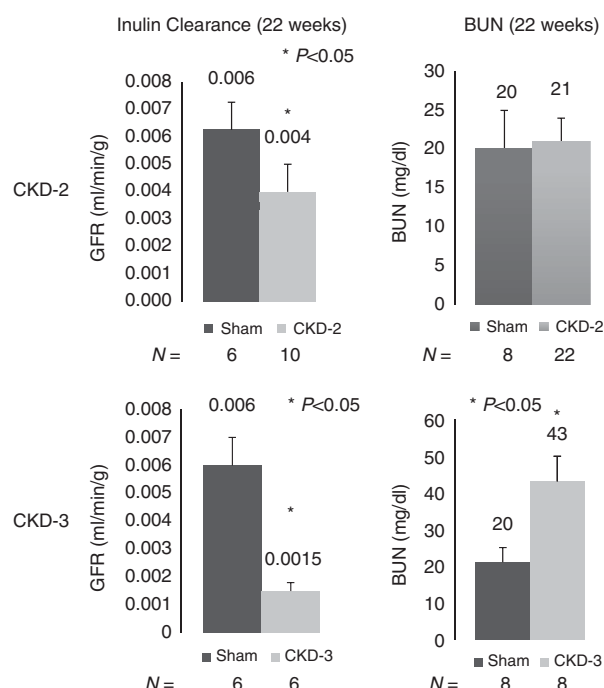 Inulin Clearance (22 weeks)
BUN (22 weeks)
CKD-2
GFR (ml/min/g)
0.008
0.007
0.006
0.005
0.004
0.003
0.002
0.001
0.000
* P<0.05
0.006
*
0.004
Sham CKD-2
N = 6 10
BUN (mg/dl)
30
25
20
15
10
5
0
20 21
Sham CKD-2
N = 8 22
CKD-3
GFR (ml/min/g)
0.008
0.007
0.006
0.005
0.004
0.003
0.002
0.001
0
0.006
* P<0.05
*
0.0015
Sham CKD-3
N = 6 6
BUN (mg/dl)
60
50
40
30
20
10
0
* P<0.05
*
43
20
Sham CKD-3
N = 8 8